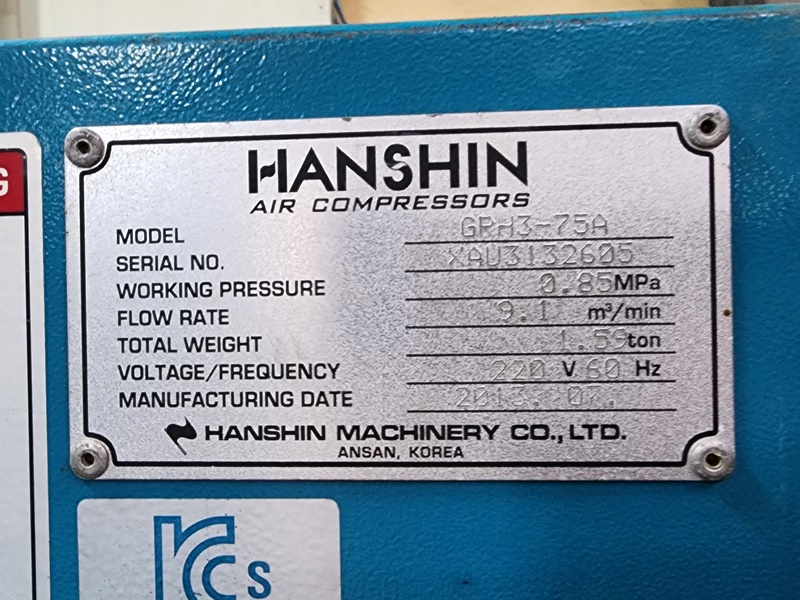 G
HANSHIN
AIR COMPRESSORS
MODEL GRH3-75A
SERIAL NO. XAU3132605
WORKING PRESSURE 0.85MPa
FLOW RATE 9.1 m³/min
TOTAL WEIGHT 1.59ton
VOLTAGE/FREQUENCY 220 V 60 Hz
MANUFACTURING DATE 2013. 07.
HANSHIN MACHINERY CO., LTD.
ANSAN, KOREA
KCs